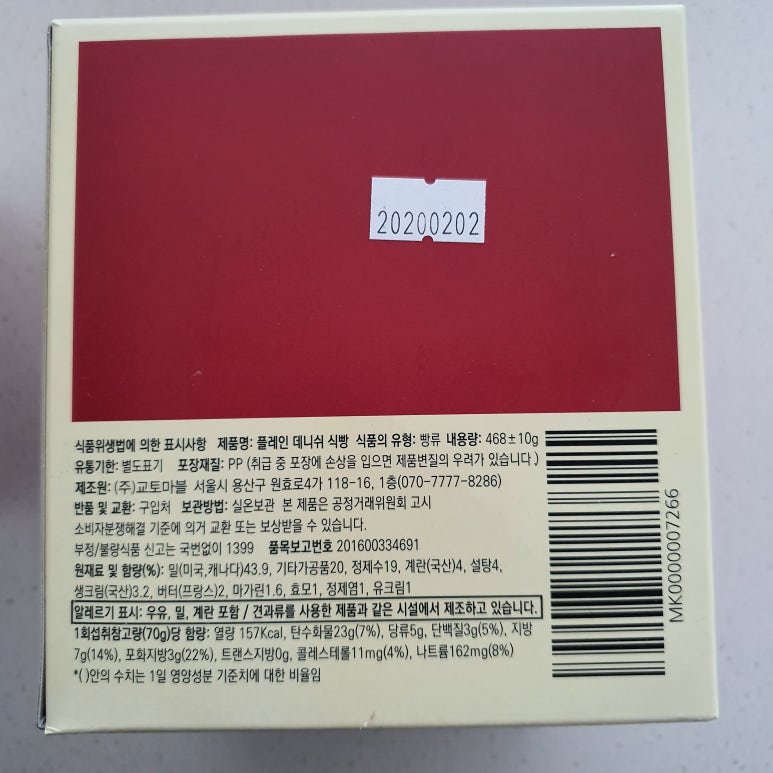 20200202
식품위생법에 의한 표시사항 제품명: 플레인 데니쉬 식빵 식품의 유형: 빵류 내용량: 468±10g
유통기한: 별도표기 포장재질: PP (취급 중 포장에 손상을 입으면 제품변질의 우려가 있습니다.)
제조원: (주)교토마블 서울시 용산구 원효로4가 118-16, 1층(070-7777-8286)
반품 및 교환: 구입처 보관방법: 실온보관 본 제품은 공정거래위원회 고시
소비자분쟁해결 기준에 의거 교환 또는 보상받을 수 있습니다.
부정/불량식품 신고는 국번없이 1399 품목보고번호 201600334691
원재료 및 함량(%): 밀(미국,캐나다)43.9, 기타가공품20, 정제수19, 계란(국산)4, 설탕4,
생크림(국산)3.2, 버터(프랑스)2, 마가린1.6, 효모1, 정제염1, 유크림1
알레르기 표시: 우유, 밀, 계란 포함 / 견과류를 사용한 제품과 같은 시설에서 제조하고 있습니다.
1회섭취참고량(70g)당 함량: 열량 157Kcal, 탄수화물23g(7%), 당류5g, 단백질3g(5%), 지방
7g(14%), 포화지방3g(22%), 트랜스지방0g, 콜레스테롤11mg(4%), 나트륨162mg(8%)
*( )안의 수치는 1일 영양성분 기준치에 대한 비율임
MK0000007266